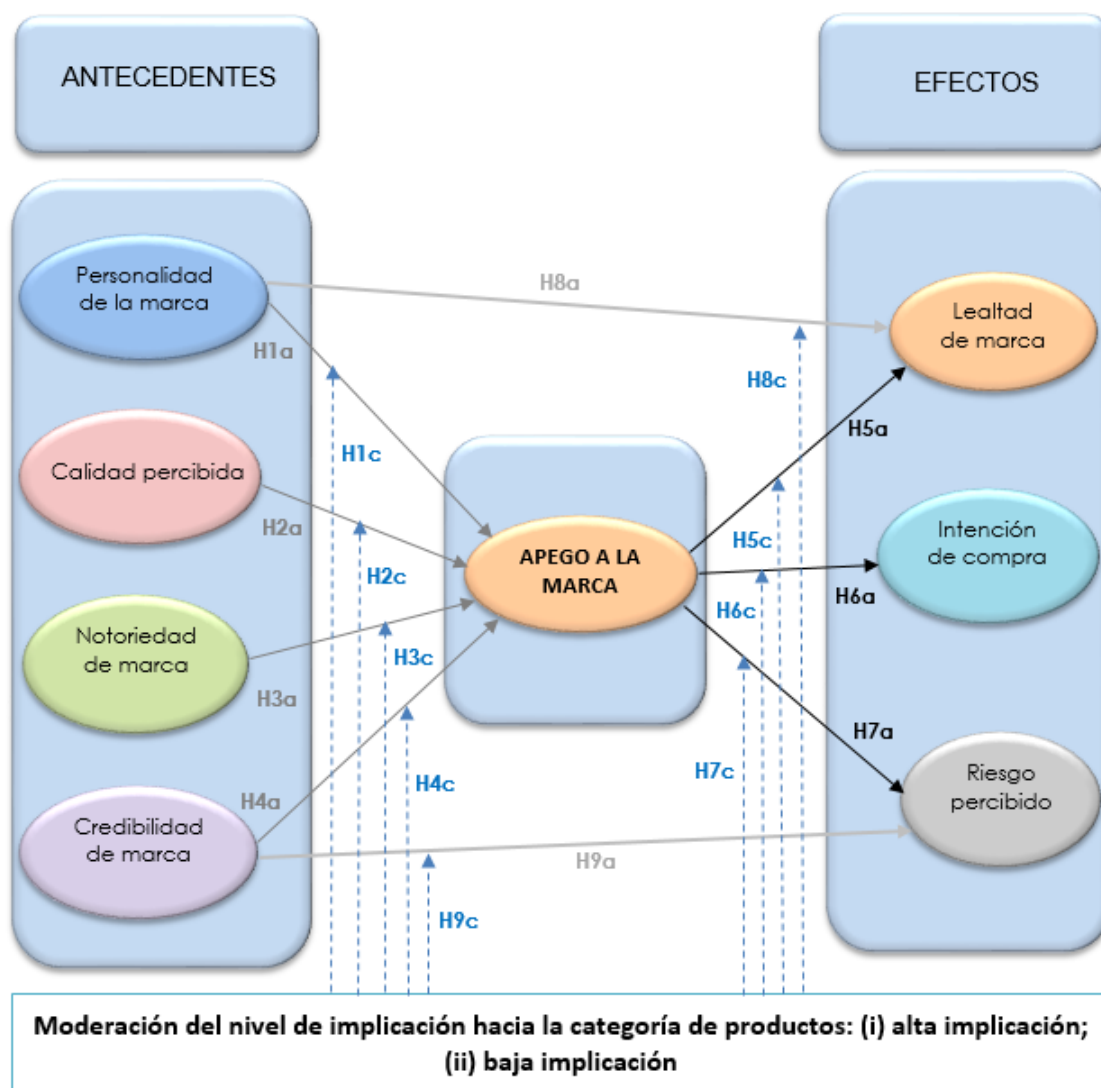 ANTECEDENTES
EFECTOS
Personalidad
de la marca
H8a
Lealtad
de marca
H1a
H8c
H5a
Calidad percibida
H1c
H2a
APEGO A LA
MARCA
H5c
Intención
de compra
H2c
H6c
H6a
Notoriedad
de marca
H3c
H3a
H7a
H4c
H7c
Riesgo
percibido
H4a
Credibilidad
de marca
H9a
H9c
Moderación del nivel de implicación hacia la categoría de productos: (i) alta implicación;
(ii) baja implicación